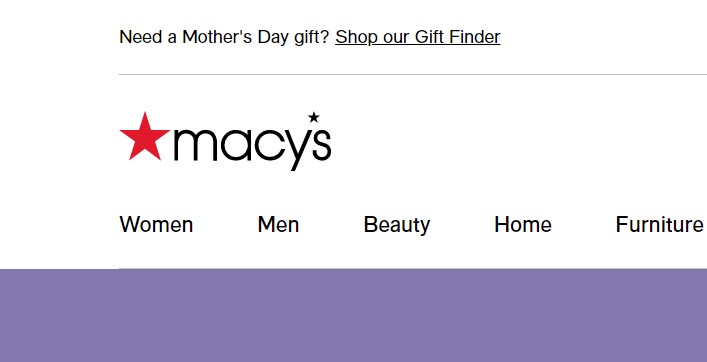 Need a Mother's Day gift? Shop our Gift Finder
macy's
Women Men Beauty Home Furniture